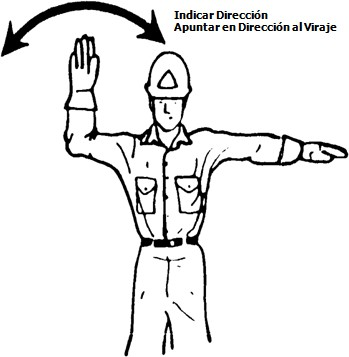 Indicar Dirección
Apuntar en Dirección al Viraje